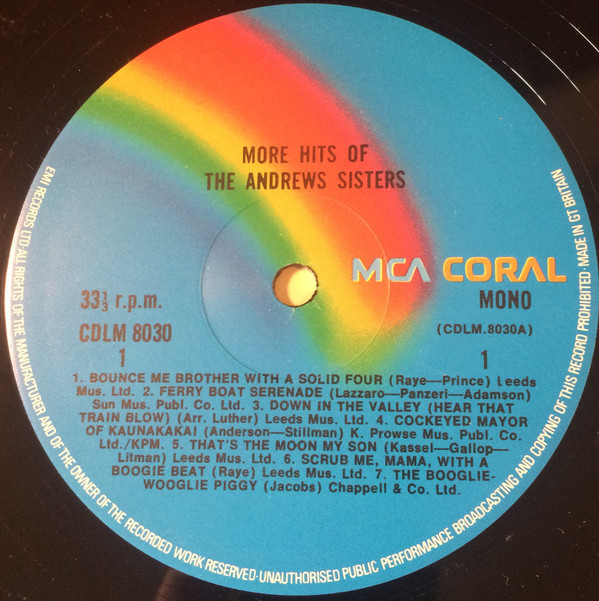 MORE HITS OF
THE ANDREWS SISTERS
MCA CORAL
33⅓ r.p.m.
CDLM 8030
1
MONO
(CDLM.8030A)
1
1. BOUNCE ME BROTHER WITH A SOLID FOUR (Raye—Prince) Leeds
Mus. Ltd. 2. FERRY BOAT SERENADE (Lazzaro—Panzeri—Adamson)
Sun Mus. Publ. Co. Ltd. 3. DOWN IN THE VALLEY (HEAR THAT
TRAIN BLOW) (Arr. Luther) Leeds Mus. Ltd. 4. COCKEYED MAYOR
OF KAUNAKAKAI (Anderson—Stillman) K. Prowse Mus. Publ. Co.
Ltd./KPM. 5. THAT'S THE MOON MY SON (Kassel—Gallop—
Litman) Leeds Mus. Ltd. 6. SCRUB ME, MAMA, WITH A
BOOGIE BEAT (Raye) Leeds Mus. Ltd. 7. THE BOOGLIE-
WOOGLIE PIGGY (Jacobs) Chappell & Co. Ltd.
EMI RECORDS LTD·ALL RIGHTS OF THE MANUFACTURER AND OF THE OWNER OF THE RECORDED WORK RESERVED·UNAUTHORISED PUBLIC PERFORMANCE BROADCASTING AND COPYING OF THIS RECORD PROHIBITED·MADE IN GT BRITAIN